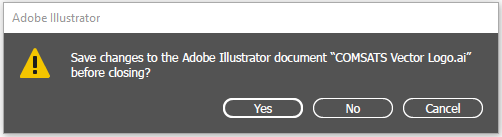 Adobe Illustrator
Save changes to the Adobe Illustrator document “COMSATS Vector Logo.ai”
before closing?
Yes No Cancel